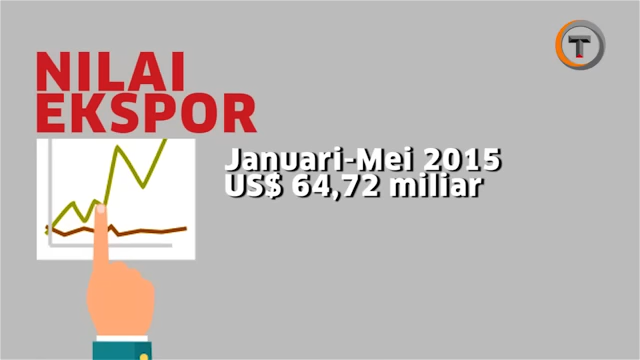 T
NILAI
EKSPOR
Januari-Mei 2015
US$ 64,72 miliar